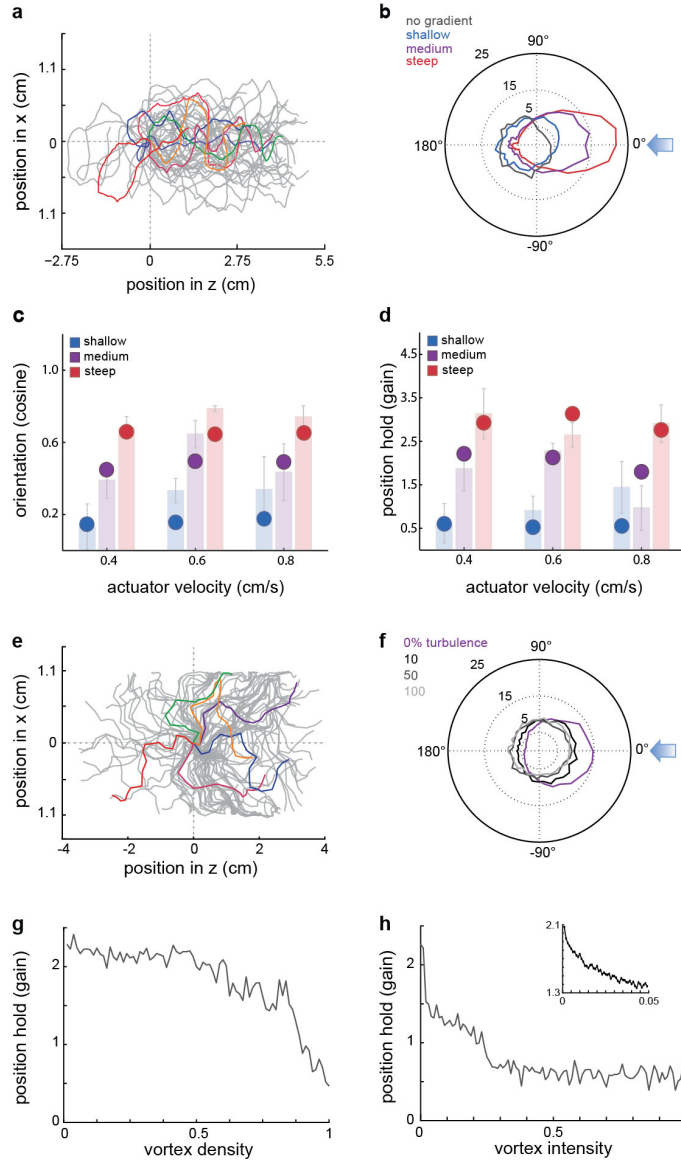 a
position in x (cm)
1.1
0
1.1
−2.75 0 2.75 5.5
position in z (cm)
b
no gradient
shallow
medium
steep
90°
25
15
5
180°
0°
-90°
c
shallow
medium
steep
orientation (cosine)
1.0
0.6
0.2
0.4 0.6 0.8
actuator velocity (cm/s)
d
shallow
medium
steep
position hold (gain)
4.5
3.5
2.5
1.5
0.5
0.4 0.6 0.8
actuator velocity (cm/s)
e
position in x (cm)
1.1
0
1.1
-4 -2 0 2 4
position in z (cm)
f
0% turbulence
10
50
100
90°
25
15
5
180°
0°
-90°
g
position hold (gain)
2
1
0
0 0.5 1
vortex density
h
position hold (gain)
2
1
0
0 0.5
vortex intensity
2.1
1.3
0 0.05